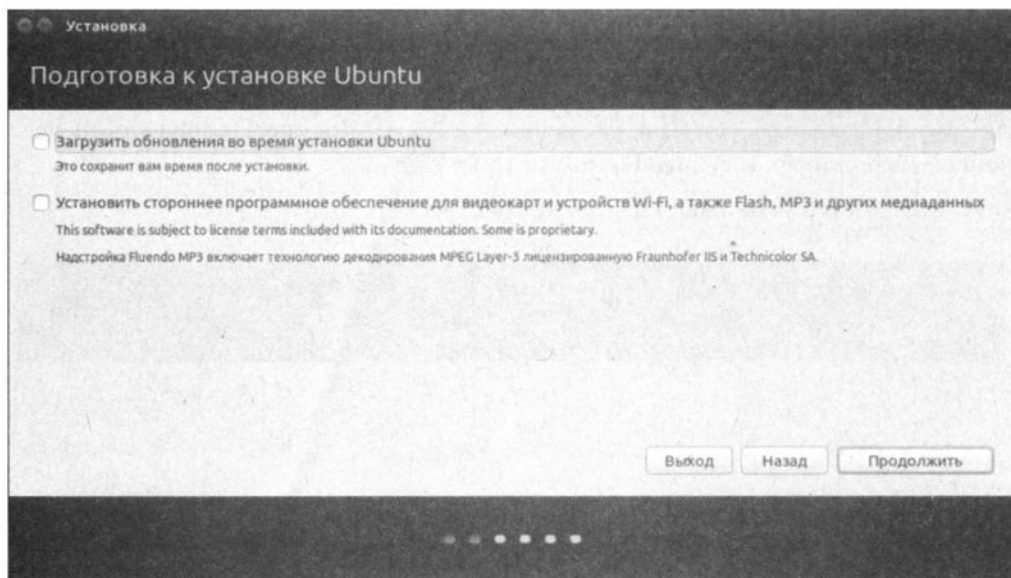 Установка
Подготовка к установке Ubuntu
Загрузить обновления во время установки Ubuntu
Это сохранит вам время после установки.
Установить стороннее программное обеспечение для видеокарт и устройств Wi-Fi, а также Flash, MP3 и других медиаданных
This software is subject to license terms included with its documentation. Some is proprietary.
Надстройка Fluendo MP3 включает технологию декодирования MPEG Layer-3 лицензированную Fraunhofer IIS и Technicolor SA.
Выход Назад Продолжить